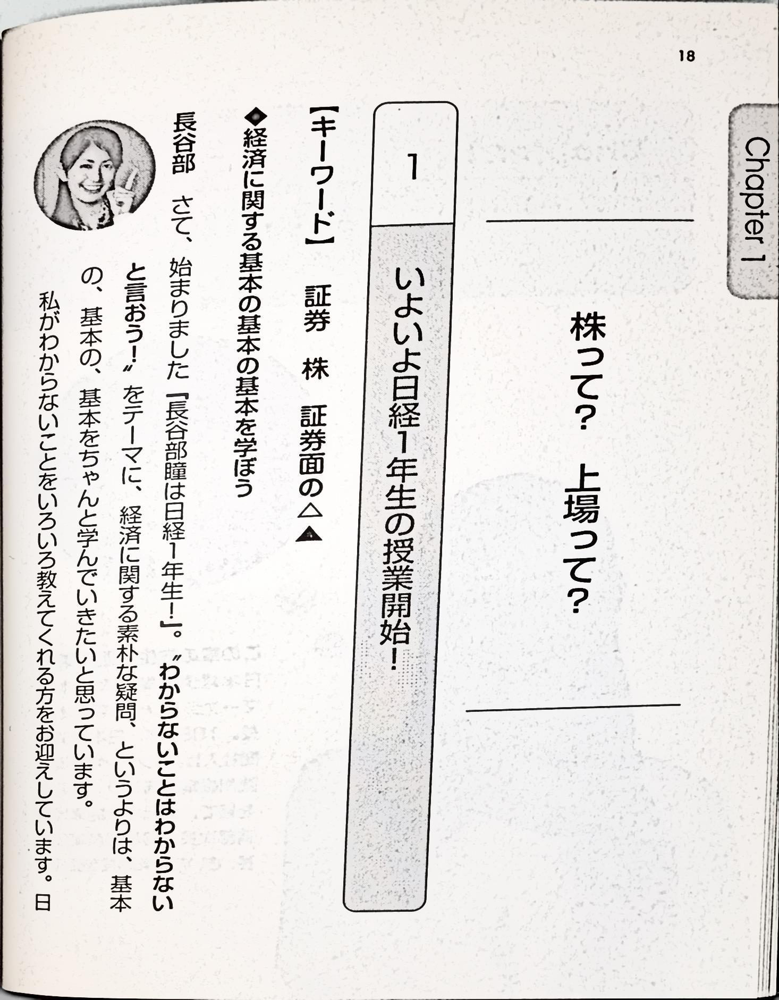 18
Chapter 1
株って？　上場って？
1　いよいよ日経1年生の授業開始！
【キーワード】　証券　株　証券面の△▲
◆経済に関する基本の基本の基本を学ぼう
長谷部　さて、始まりました『長谷部瞳は日経1年生！』。〝わからないことはわからない
と言おう！〟をテーマに、経済に関する素朴な疑問、というよりは、基本
の、基本の、基本をちゃんと学んでいきたいと思っています。
私がわからないことをいろいろ教えてくれる方をお迎えしています。日